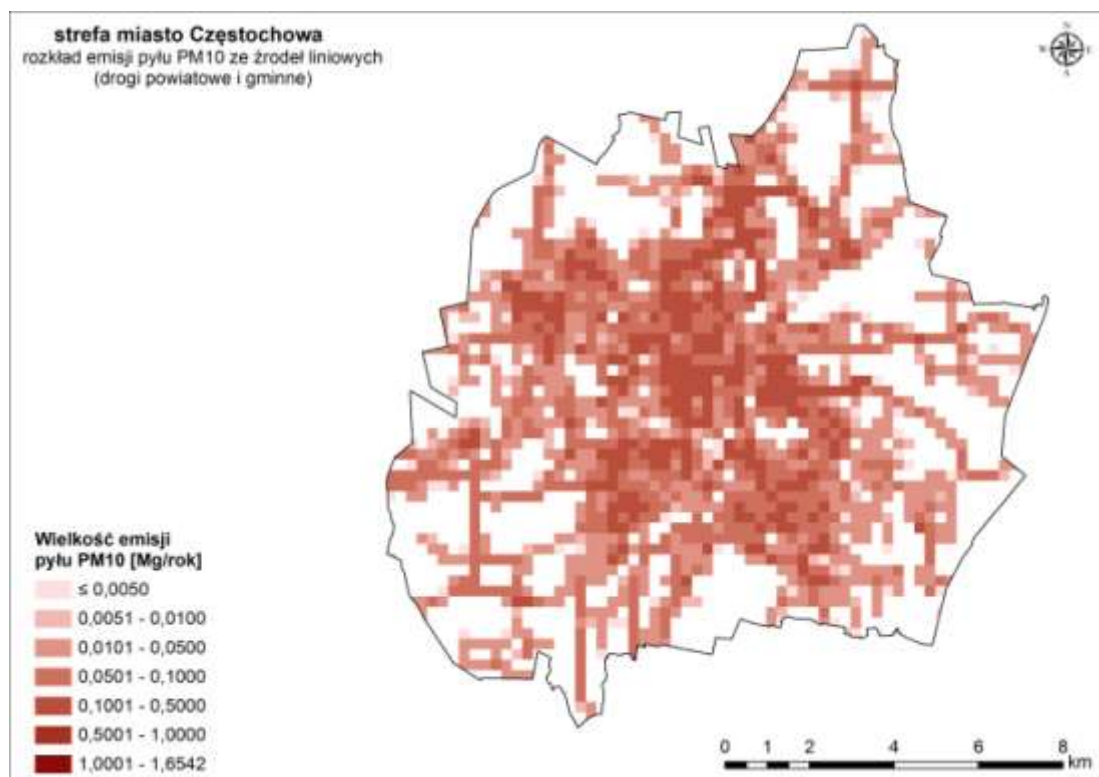 strefa miasto Częstochowa
rozkład emisji pyłu PM10 ze źrodeł liniowych
(drogi powiatowe i gminne)
N
W E
S
Wielkość emisji
pyłu PM10 [Mg/rok]
≤ 0,0050
0,0051 - 0,0100
0,0101 - 0,0500
0,0501 - 0,1000
0,1001 - 0,5000
0,5001 - 1,0000
1,0001 - 1,6542
0 1 2 4 6 8
km